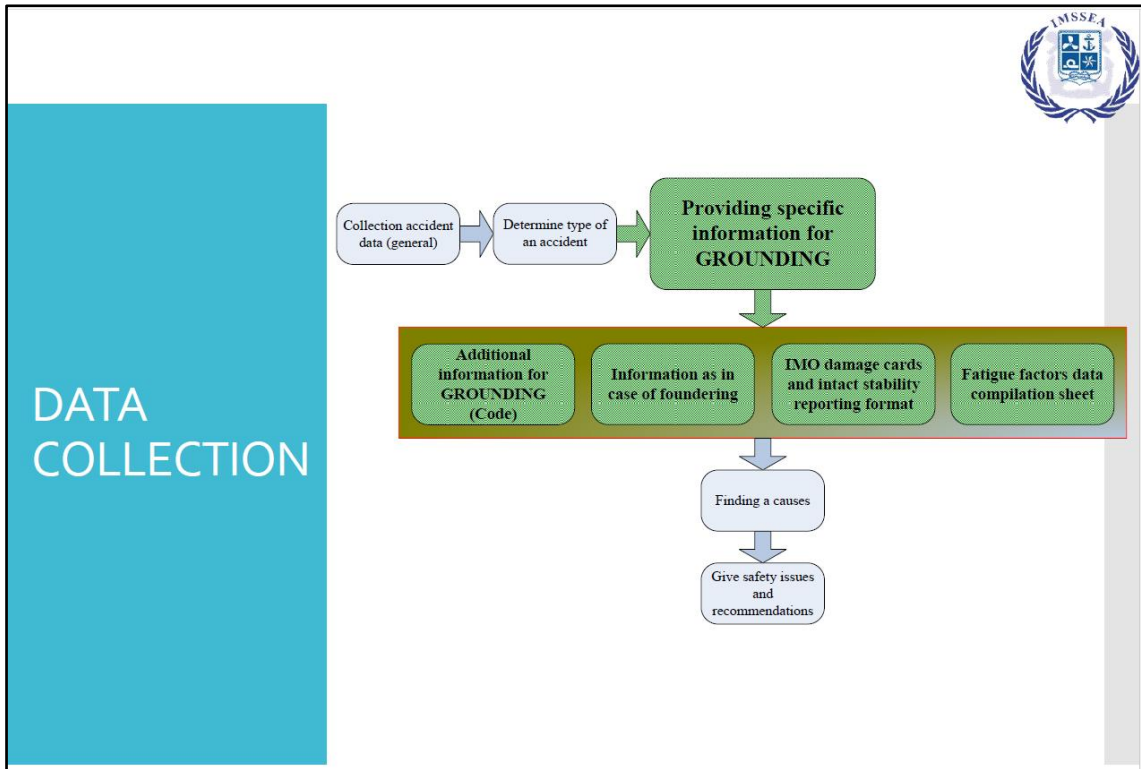 IMSSEA
Collection accident
data (general)
Determine type of
an accident
Providing specific
information for
GROUNDING
Additional
information for
GROUNDING
(Code)
Information as in
case of foundering
IMO damage cards
and intact stability
reporting format
Fatigue factors data
compilation sheet
DATA
COLLECTION
Finding a causes
Give safety issues
and
recommendations